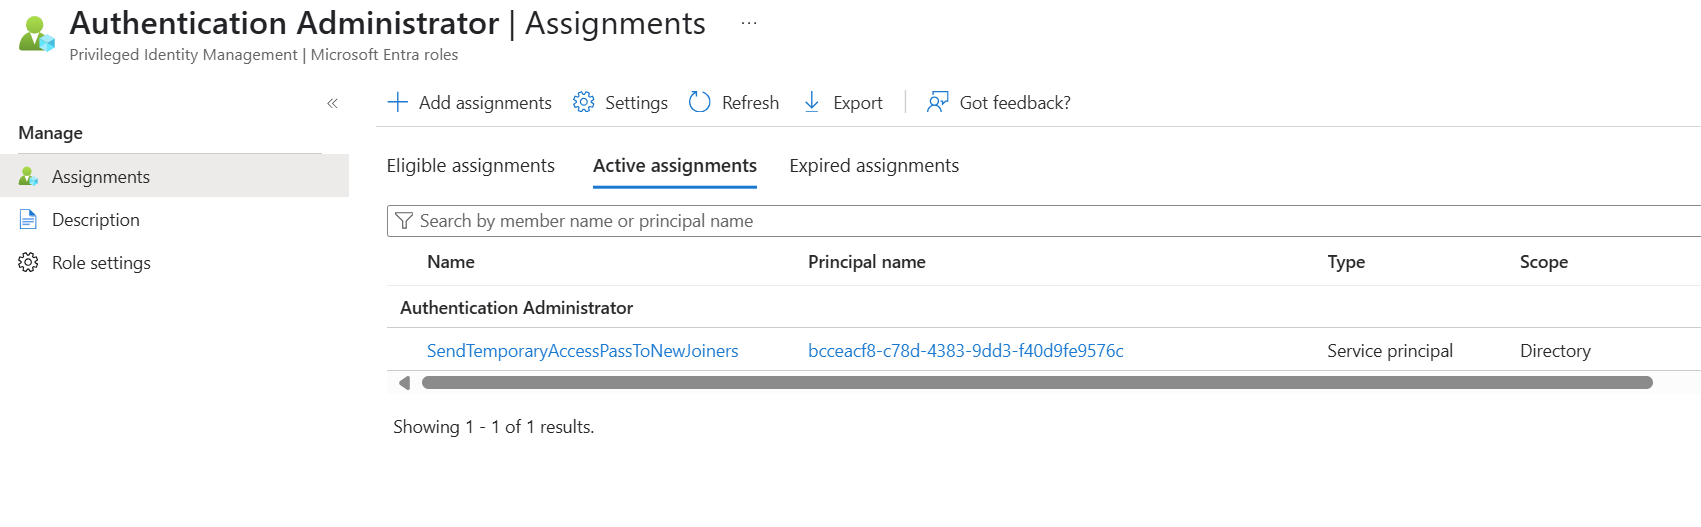 Authentication Administrator | Assignments ...
Privileged Identity Management | Microsoft Entra roles
«
Manage
Assignments
Description
Role settings
Add assignments Settings Refresh Export | Got feedback?
Eligible assignments Active assignments Expired assignments
Search by member name or principal name
Name Principal name Type Scope
Authentication Administrator
SendTemporaryAccessPassToNewJoiners bcceacf8-c78d-4383-9dd3-f40d9fe9576c Service principal Directory
Showing 1 - 1 of 1 results.